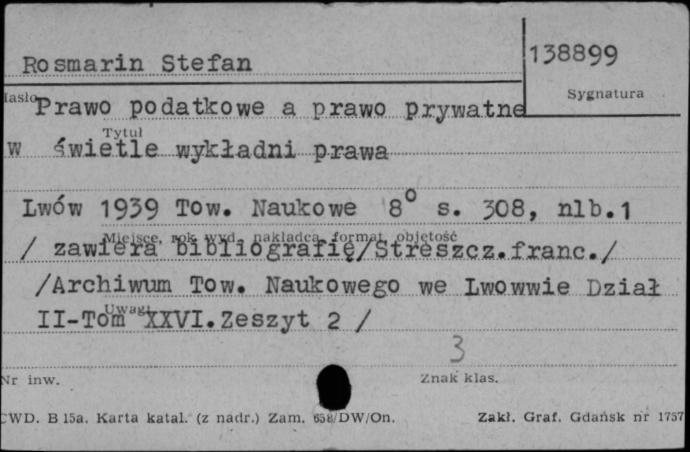 Rosmarin Stefan
138899
Sygnatura
Hasło
Prawo podatkowe a prawo prywatne
Tytuł
w świetle wykładni prawa
Lwów 1939 Tow. Naukowe 8° s. 308, nlb.1
Miejsce, rok wyd. nakładca, format, objętość
/ zawiera bibliografię/Streszcz.franc./
/Archiwum Tow. Naukowego we Lwowwie Dział
Uwagi
II-Tom XXVI.Zeszyt 2 /
3
Nr inw.
Znak klas.
CWD. B 15a. Karta katal. (z nadr.) Zam. 658/DW/On.
Zakł. Graf. Gdańsk nr 1757